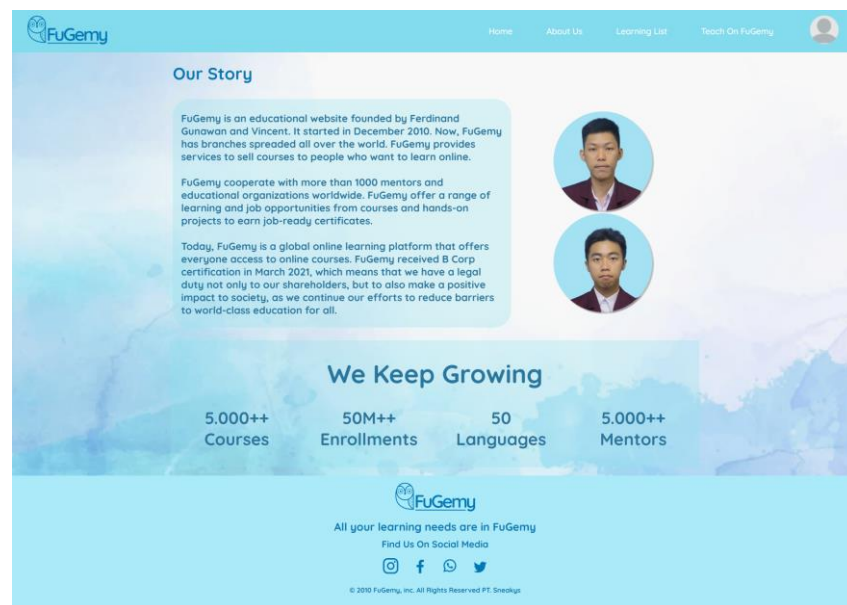 FuGemy
Home About Us Learning List Teach On FuGemy
Our Story
FuGemy is an educational website founded by Ferdinand
Gunawan and Vincent. It started in December 2010. Now, FuGemy
has branches spreaded all over the world. FuGemy provides
services to sell courses to people who want to learn online.
FuGemy cooperate with more than 1000 mentors and
educational organizations worldwide. FuGemy offer a range of
learning and job opportunities from courses and hands-on
projects to earn job-ready certificates.
Today, FuGemy is a global online learning platform that offers
everyone access to online courses. FuGemy received B Corp
certification in March 2021, which means that we have a legal
duty not only to our shareholders, but to also make a positive
impact to society, as we continue our efforts to reduce barriers
to world-class education for all.
We Keep Growing
5.000++ 50M++ 50 5.000++
Courses Enrollments Languages Mentors
FuGemy
All your learning needs are in FuGemy
Find Us On Social Media
© 2010 FuGemy, inc. All Rights Reserved PT. Sneakys